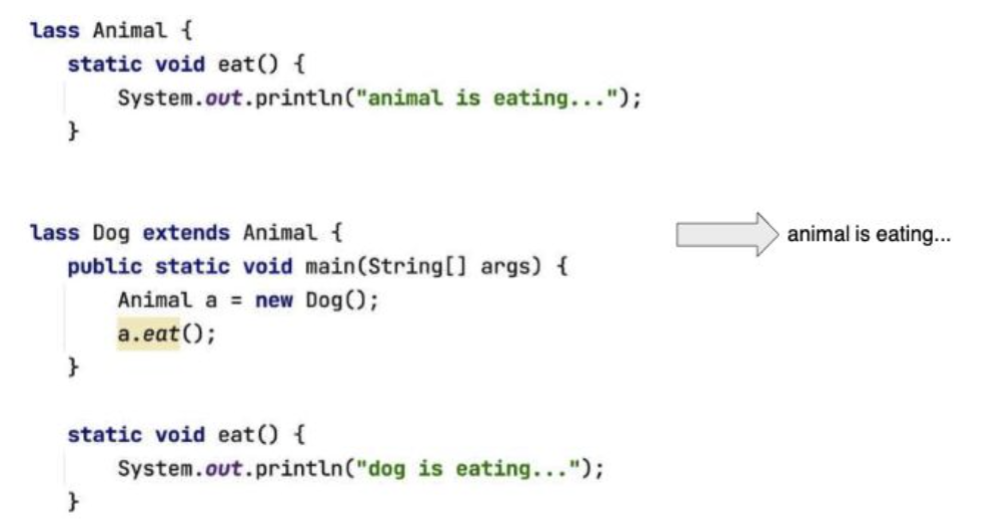 lass Animal {
static void eat() {
System.out.println("animal is eating...");
}
lass Dog extends Animal {
animal is eating...
public static void main(String[] args) {
Animal a = new Dog();
a.eat();
}
static void eat() {
System.out.println("dog is eating...");
}